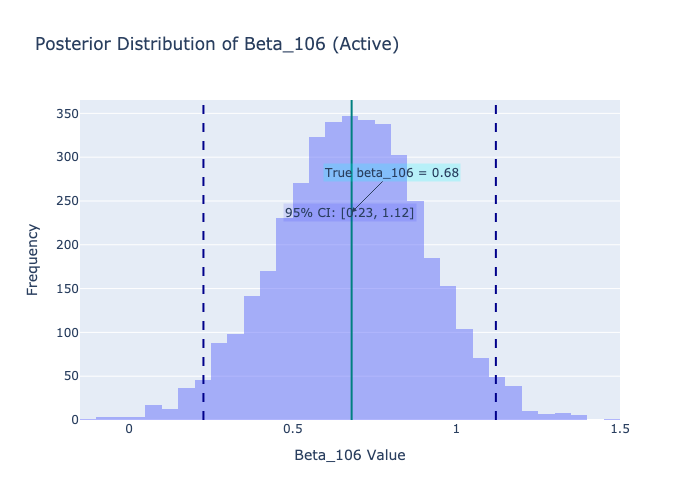 Posterior Distribution of Beta_106 (Active)
350
300
250
200
150
100
50
0
Frequency
True beta_106 = 0.68
95% CI: [0.23, 1.12]
0
0.5
1
1.5
Beta_106 Value